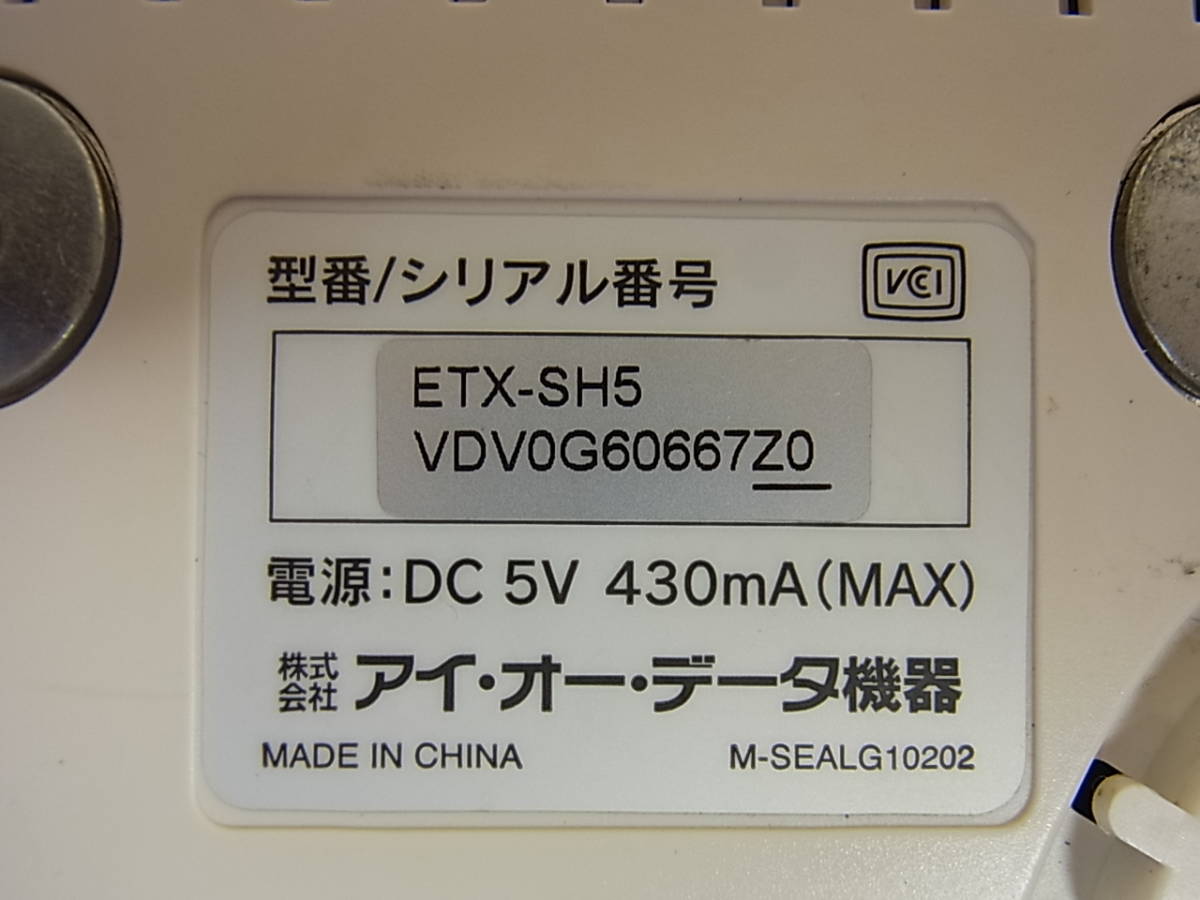 型番/シリアル番号
VCCI
ETX-SH5
VDV0G60667Z0
電源：DC 5V 430mA(MAX)
株式会社 アイ・オー・データ機器
MADE IN CHINA M-SEALG10202